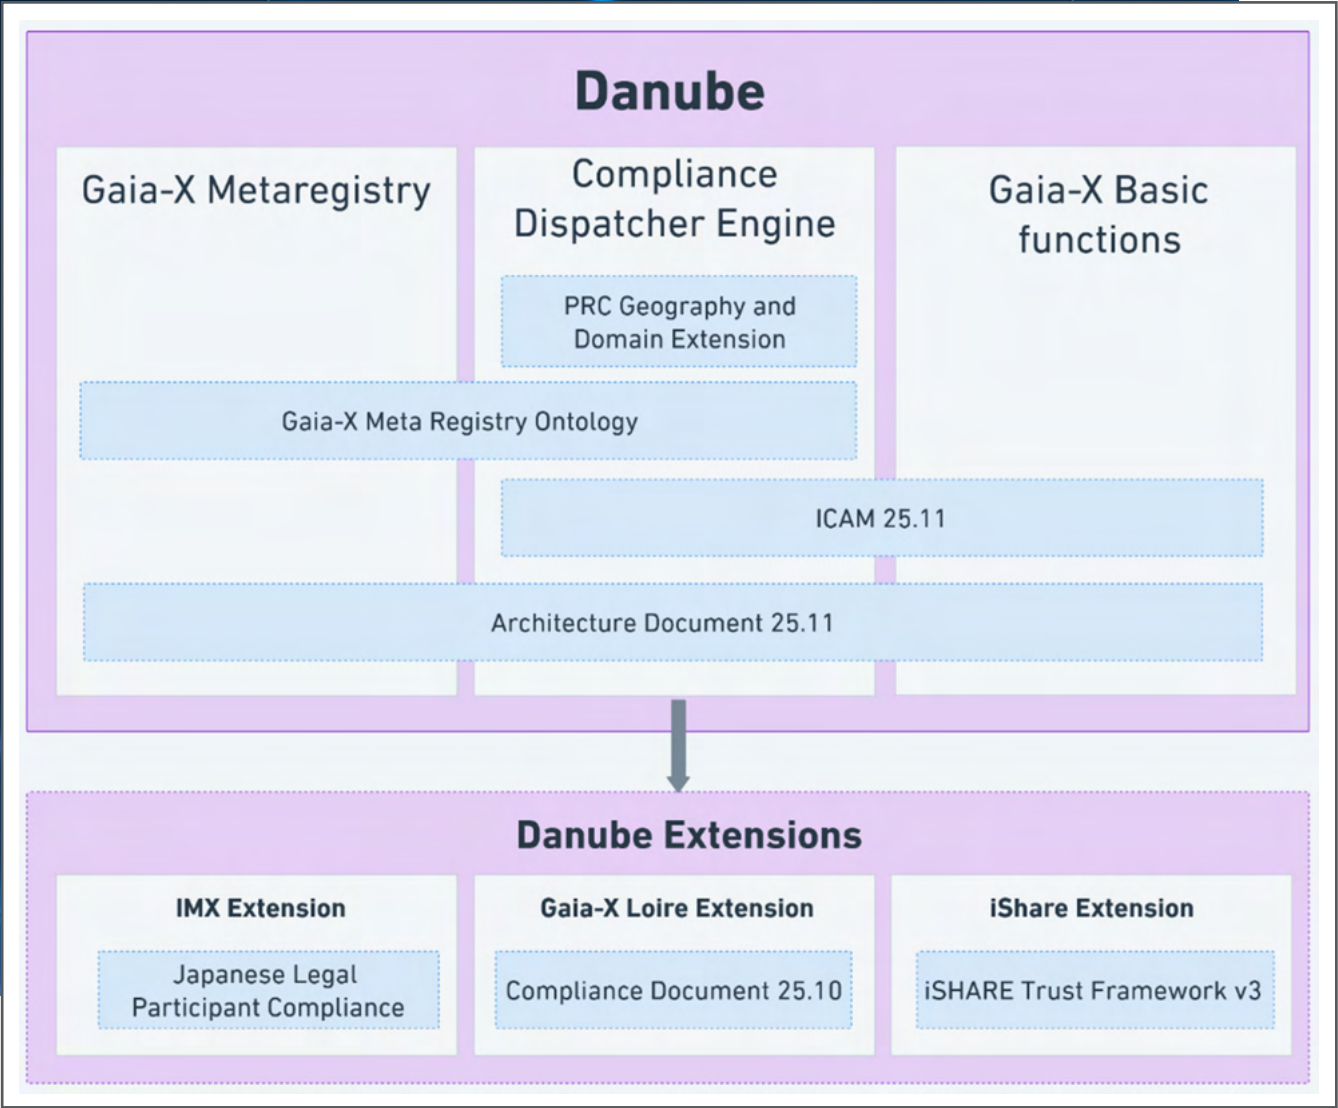 Danube
Gaia-X Metaregistry
Compliance
Dispatcher Engine
Gaia-X Basic
functions
PRC Geography and
Domain Extension
Gaia-X Meta Registry Ontology
ICAM 25.11
Architecture Document 25.11
Danube Extensions
IMX Extension
Japanese Legal
Participant Compliance
Gaia-X Loire Extension
Compliance Document 25.10
iShare Extension
iSHARE Trust Framework v3